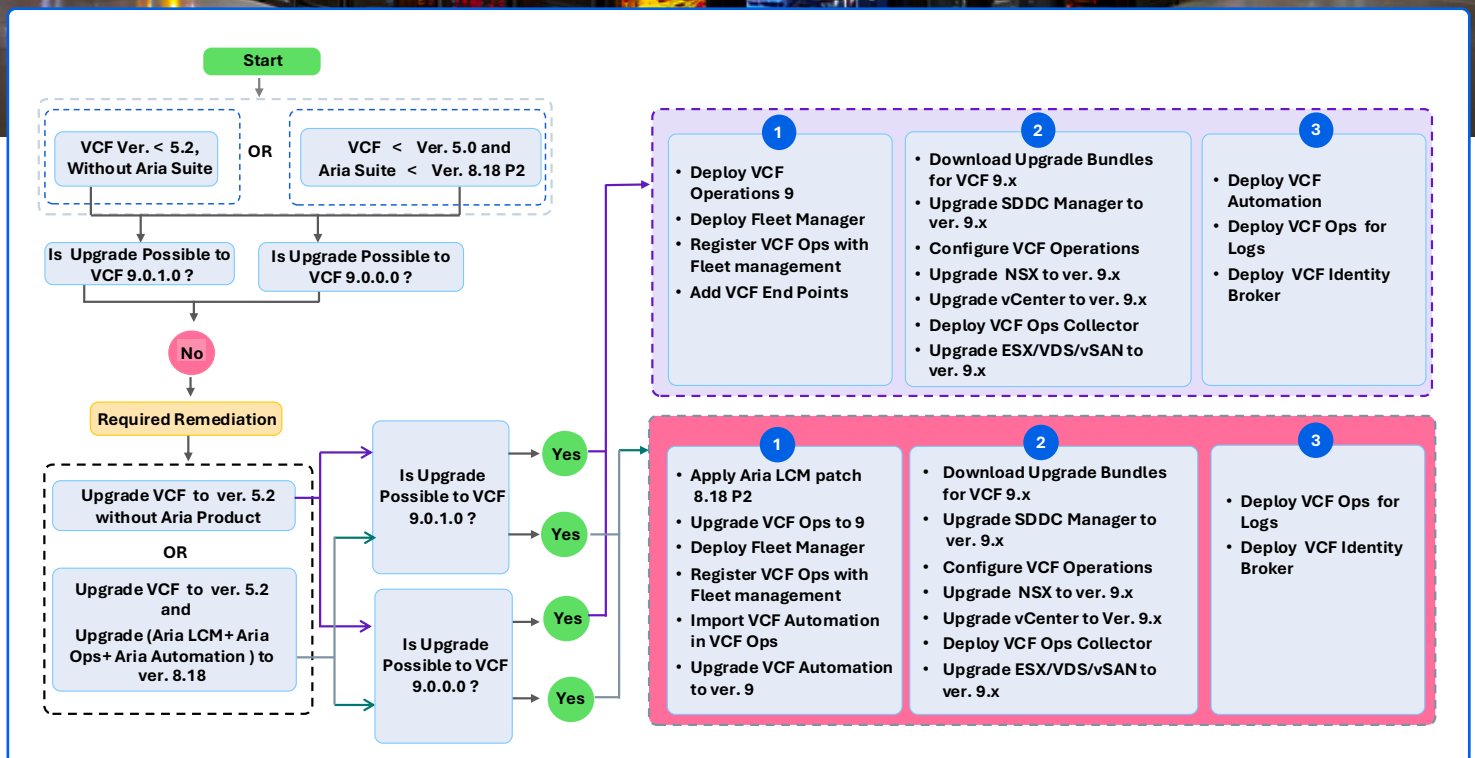 Start
VCF Ver. < 5.2,
Without Aria Suite
OR
VCF < Ver. 5.0 and
Aria Suite < Ver. 8.18 P2
Is Upgrade Possible to
VCF 9.0.1.0 ?
Is Upgrade Possible to
VCF 9.0.0.0 ?
No
Required Remediation
Upgrade VCF to ver. 5.2
without Aria Product
OR
Upgrade VCF to ver. 5.2
and
Upgrade (Aria LCM+ Aria
Ops+ Aria Automation ) to
ver. 8.18
Is Upgrade
Possible to VCF
9.0.1.0 ?
Yes
Yes
Is Upgrade
Possible to VCF
9.0.0.0 ?
Yes
Yes
1
• Deploy VCF
Operations 9
• Deploy Fleet Manager
• Register VCF Ops with
Fleet management
• Add VCF End Points
2
• Download Upgrade Bundles
for VCF 9.x
• Upgrade SDDC Manager to
ver. 9.x
• Configure VCF Operations
• Upgrade NSX to ver. 9.x
• Upgrade vCenter to ver. 9.x
• Deploy VCF Ops Collector
• Upgrade ESX/VDS/vSAN to
ver. 9.x
3
• Deploy VCF
Automation
• Deploy VCF Ops for
Logs
• Deploy VCF Identity
Broker
1
• Apply Aria LCM patch
8.18 P2
• Upgrade VCF Ops to 9
• Deploy Fleet Manager
• Register VCF Ops with
Fleet management
• Import VCF Automation
in VCF Ops
• Upgrade VCF Automation
to ver. 9
2
• Download Upgrade Bundles
for VCF 9.x
• Upgrade SDDC Manager to
ver. 9.x
• Configure VCF Operations
• Upgrade NSX to ver. 9.x
• Upgrade vCenter to Ver. 9.x
• Deploy VCF Ops Collector
• Upgrade ESX/VDS/vSAN to
ver. 9.x
3
• Deploy VCF Ops for
Logs
• Deploy VCF Identity
Broker